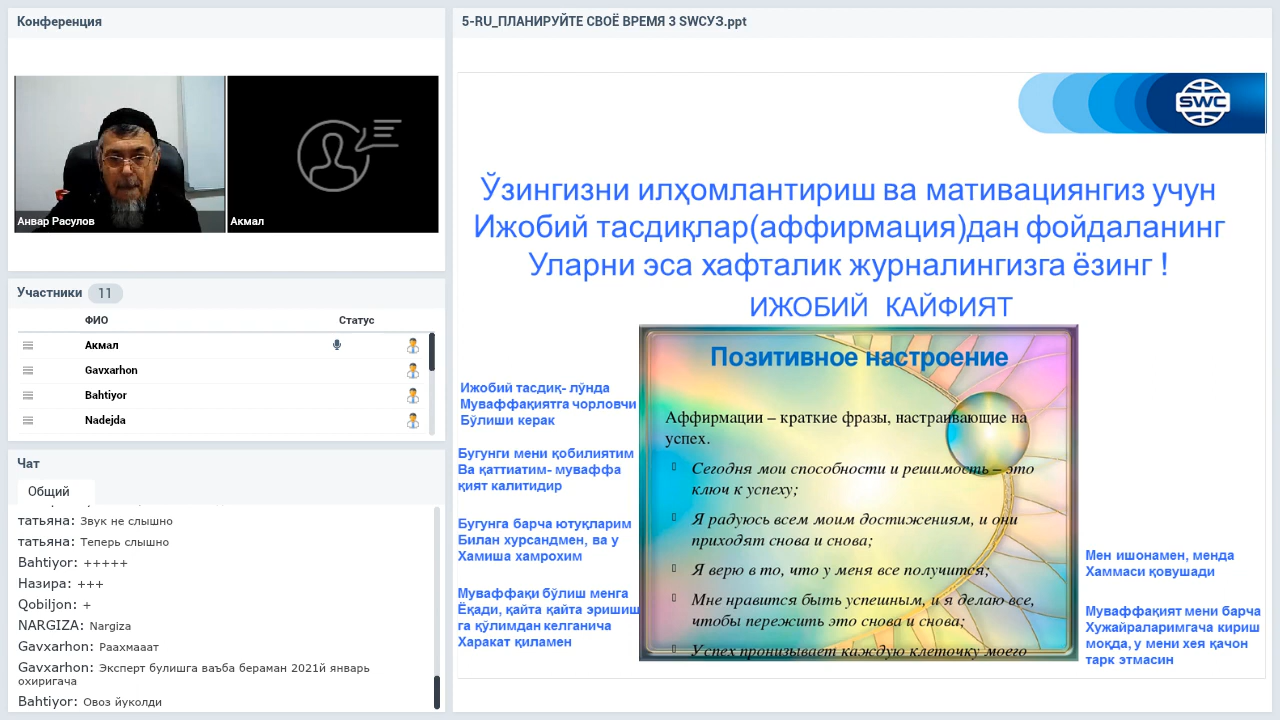 Конференция
Анвар Расулов
Акмал
Участники 11
ФИО Статус
Акмал
Gavxarhon
Bahtiyor
Nadejda
Чат
Общий
татьяна: Звук не слышно
татьяна: Теперь слышно
Bahtiyor: +++++
Назира: +++
Qobiljon: +
NARGIZA: Nargiza
Gavxarhon: Раахмааат
Gavxarhon: Эксперт булишга ваъба бераман 2021й январь
охиригача
Bahtiyor: Овоз йуколди
5-RU_ПЛАНИРУЙТЕ СВОЁ ВРЕМЯ 3 SWCУЗ.ppt
SWC
Ўзингизни илҳомлантириш ва мативациянгиз учун
Ижобий тасдиқлар(аффирмация)дан фойдаланинг
Уларни эса хафталик журналингизга ёзинг !
ИЖОБИЙ КАЙФИЯТ
Ижобий тасдиқ- лўнда
Муваффақиятга чорловчи
Бўлиши керак
Бугунги мени қобилиятим
Ва қаттиатим- муваффа
қият калитидир
Бугунга барча ютуқларим
Билан хурсандмен, ва у
Хамиша хамрохим
Муваффақи бўлиш менга
Ёқади, қайта қайта эришиш
га қўлимдан келганича
Харакат қиламен
Позитивное настроение
Аффирмации – краткие фразы, настраивающие на
успех.
Сегодня мои способности и решимость – это
ключ к успеху;
Я радуюсь всем моим достижениям, и они
приходят снова и снова;
Я верю в то, что у меня все получится;
Мне нравится быть успешным, и я делаю все,
чтобы пережить это снова и снова;
Успех пронизывает каждую клеточку моего
Мен ишонамен, менда
Хаммаси қовушади
Муваффақият мени барча
Хужайраларимгача кириш
моқда, у мени хея қачон
тарк этмасин